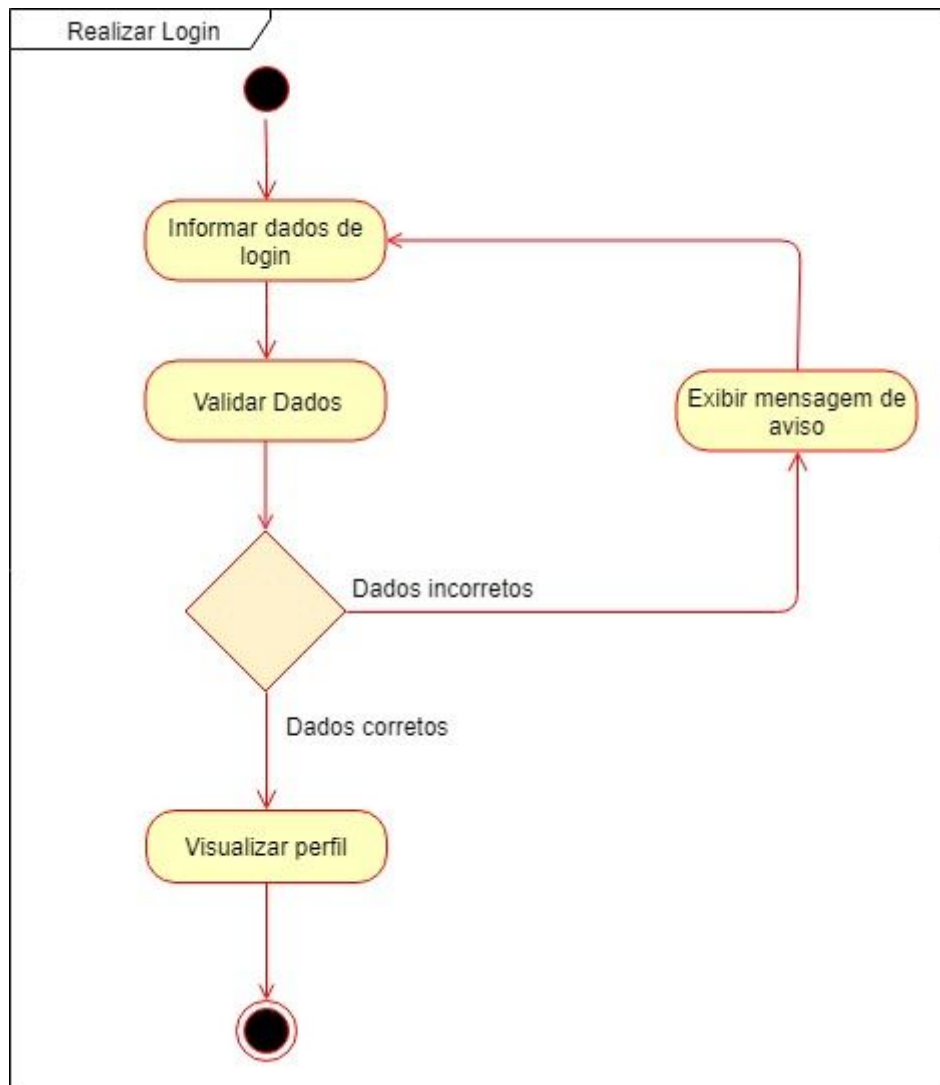 Realizar Login
Informar dados de
login
Validar Dados
Exibir mensagem de
aviso
Dados incorretos
Dados corretos
Visualizar perfil